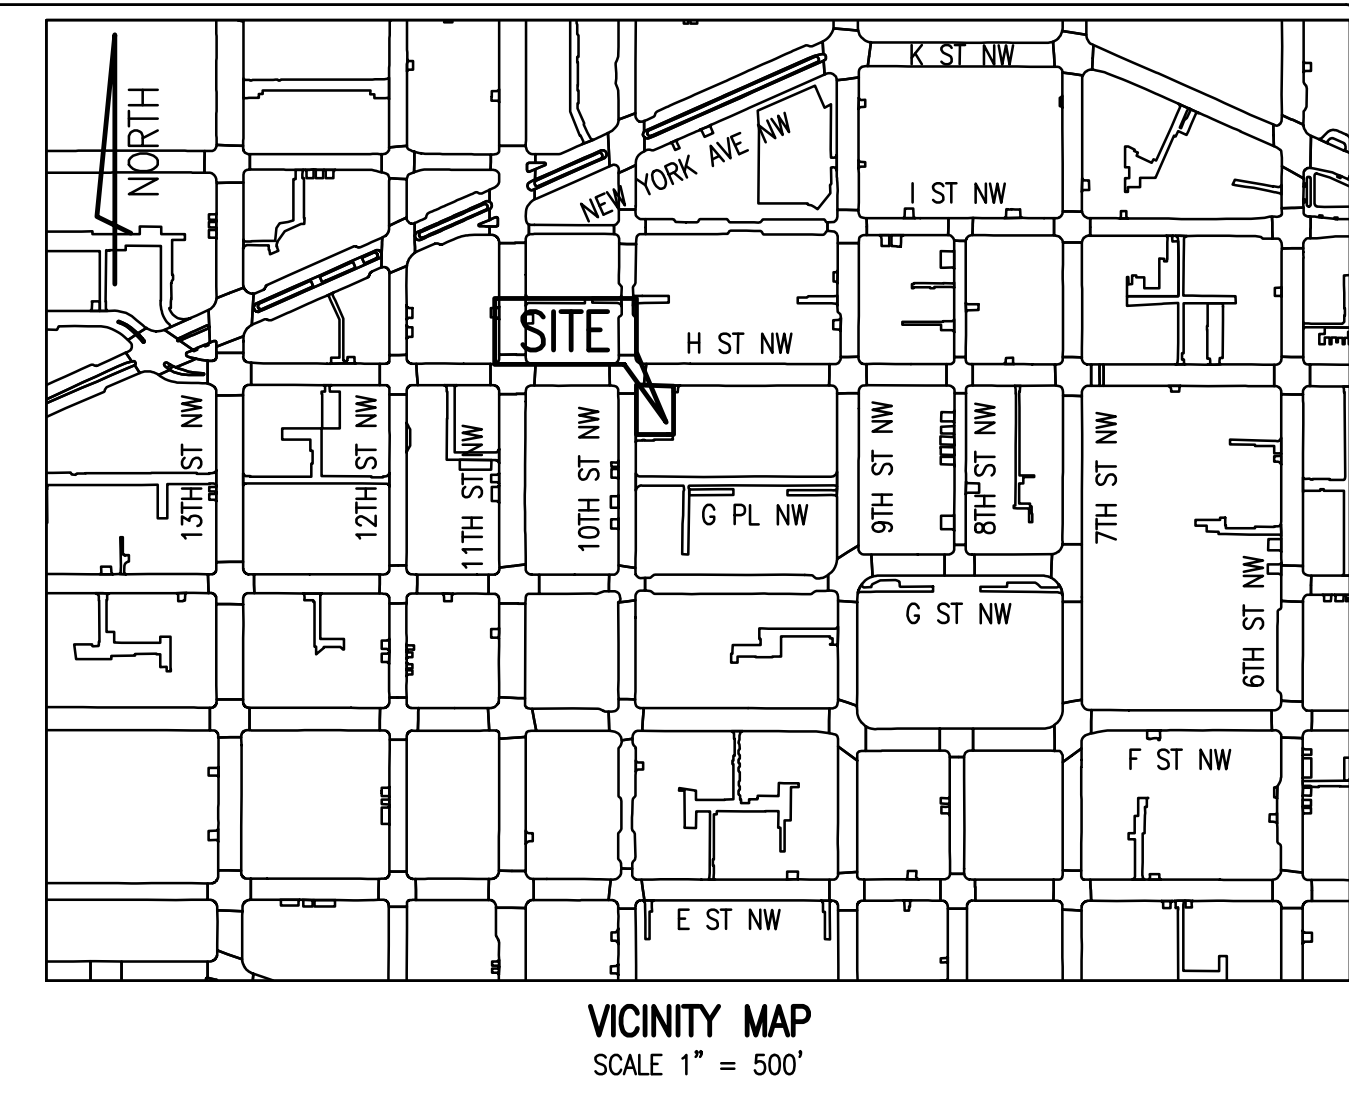 K ST NW
NORTH
NEW YORK AVE NW
I ST NW
SITE
H ST NW
13TH ST NW
12TH ST NW
11TH ST NW
10TH ST NW
9TH ST NW
8TH ST NW
7TH ST NW
G PL NW
6TH ST NW
G ST NW
F ST NW
E ST NW
VICINITY MAP
SCALE 1" = 500'